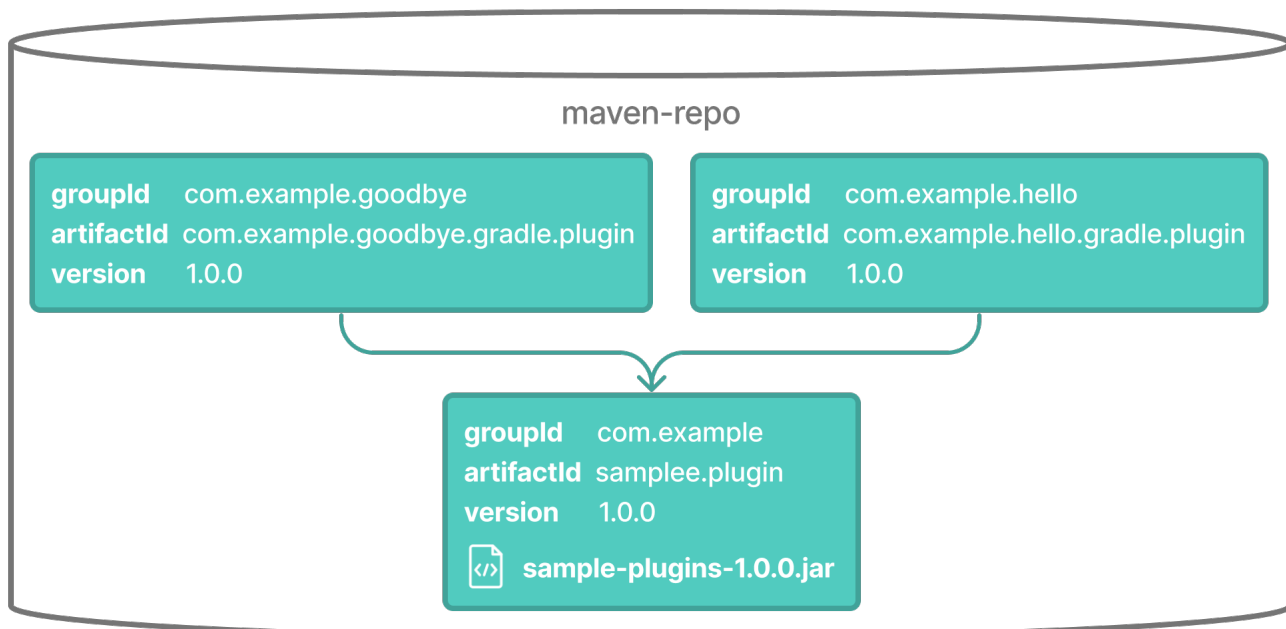 maven-repo
groupId com.example.goodbye
artifactId com.example.goodbye.gradle.plugin
version 1.0.0
groupId com.example.hello
artifactId com.example.hello.gradle.plugin
version 1.0.0
groupId com.example
artifactId samplee.plugin
version 1.0.0
</> sample-plugins-1.0.0.jar